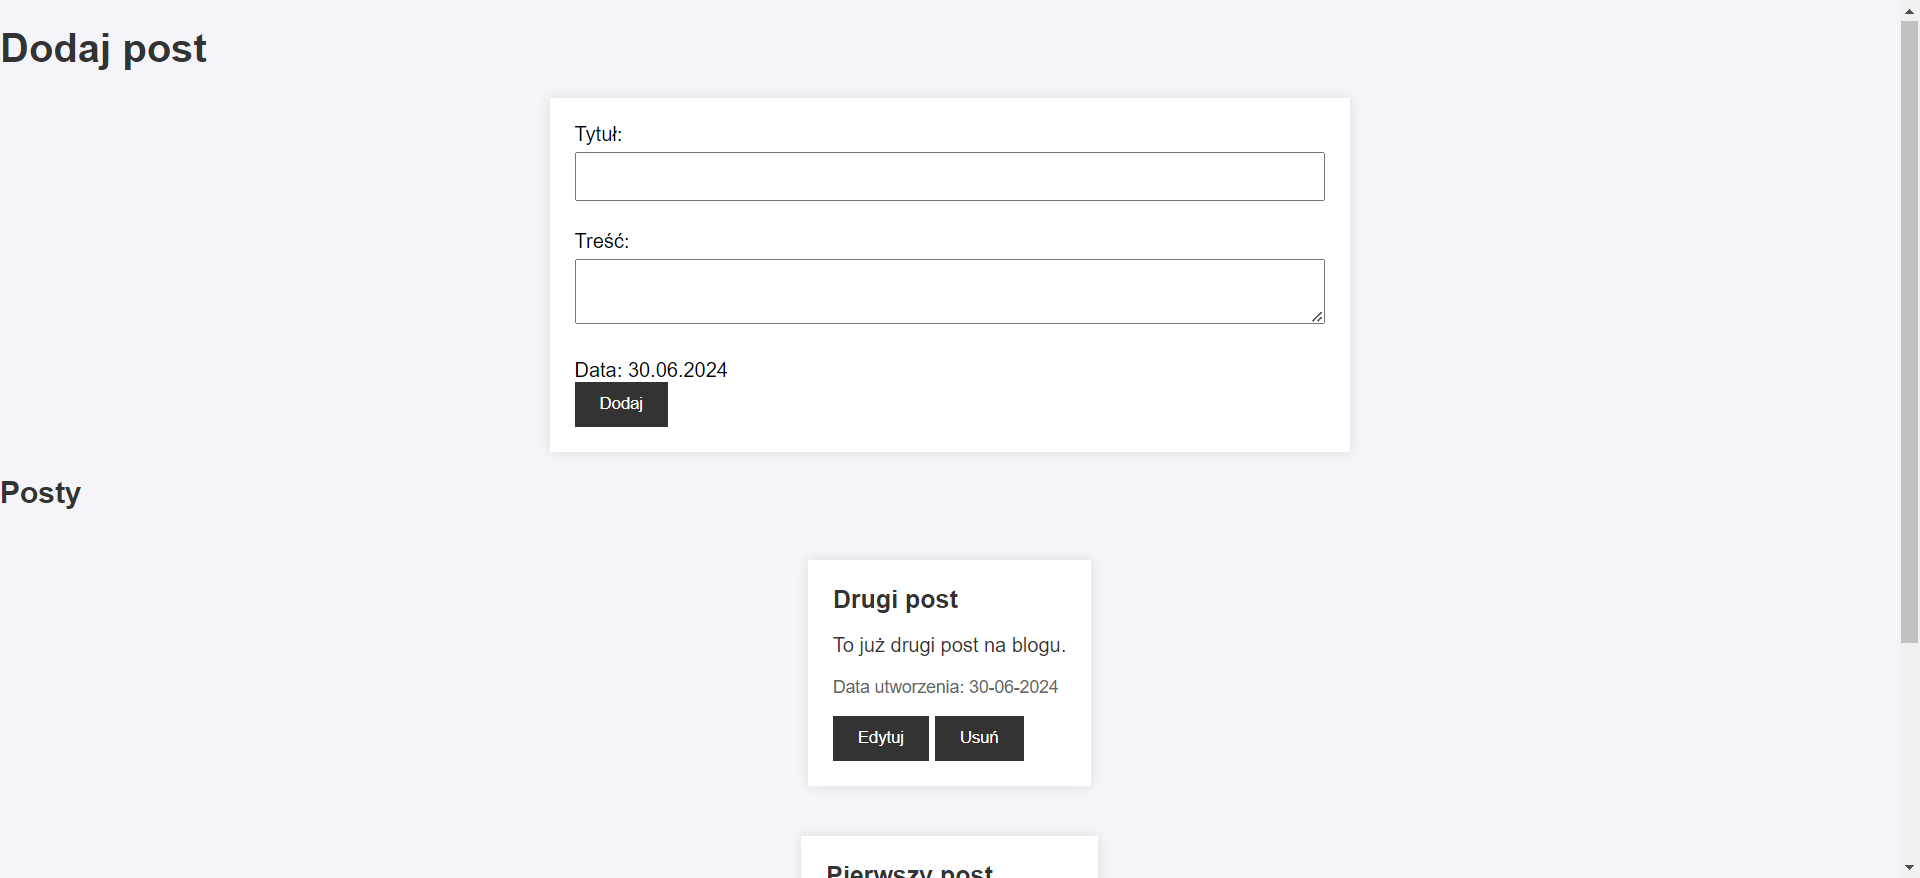 Dodaj post
Tytuł:
Treść:
Data: 30.06.2024
Dodaj
Posty
Drugi post
To już drugi post na blogu.
Data utworzenia: 30-06-2024
Edytuj Usuń
Pierwszy post